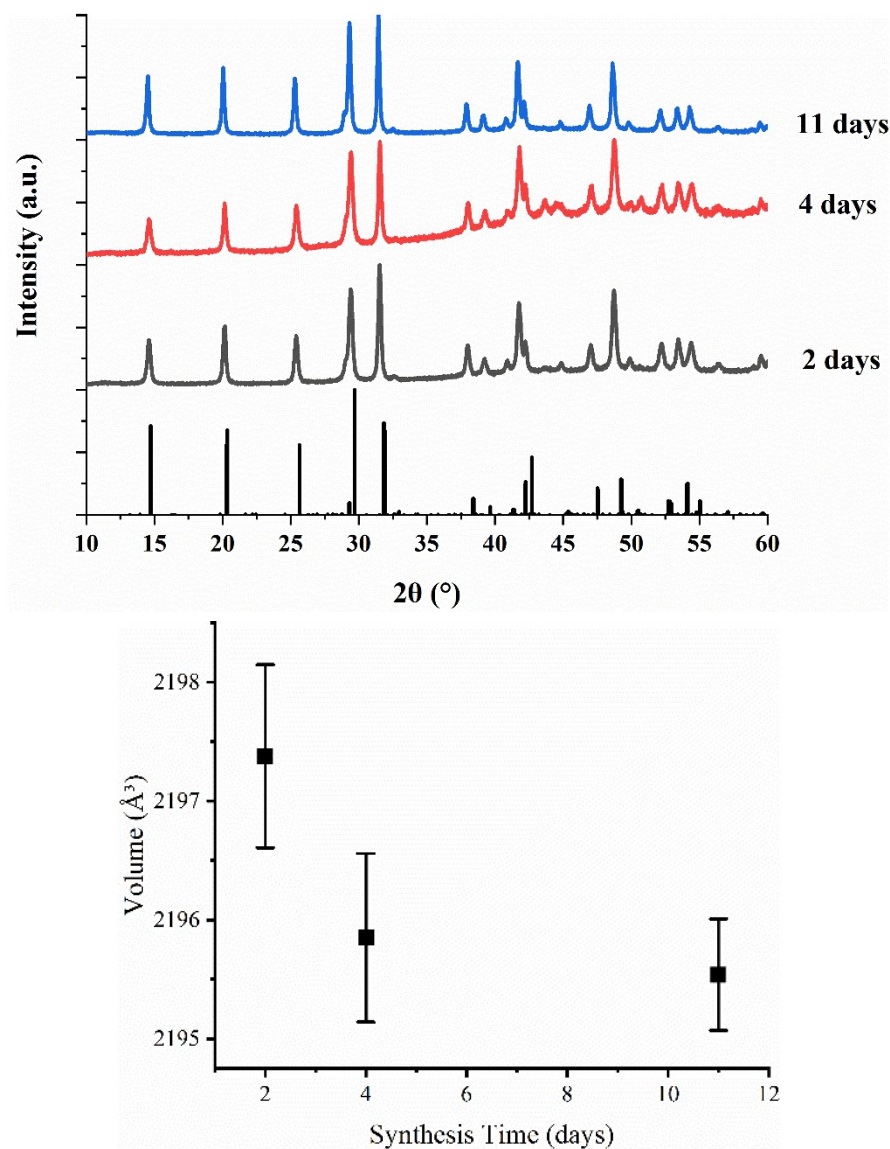 11 days
4 days
2 days
Intensity (a.u.)
10 15 20 25 30 35 40 45 50 55 60
2θ (°)
2198
2197
2196
2195
Volume (Å³)
2 4 6 8 10 12
Synthesis Time (days)